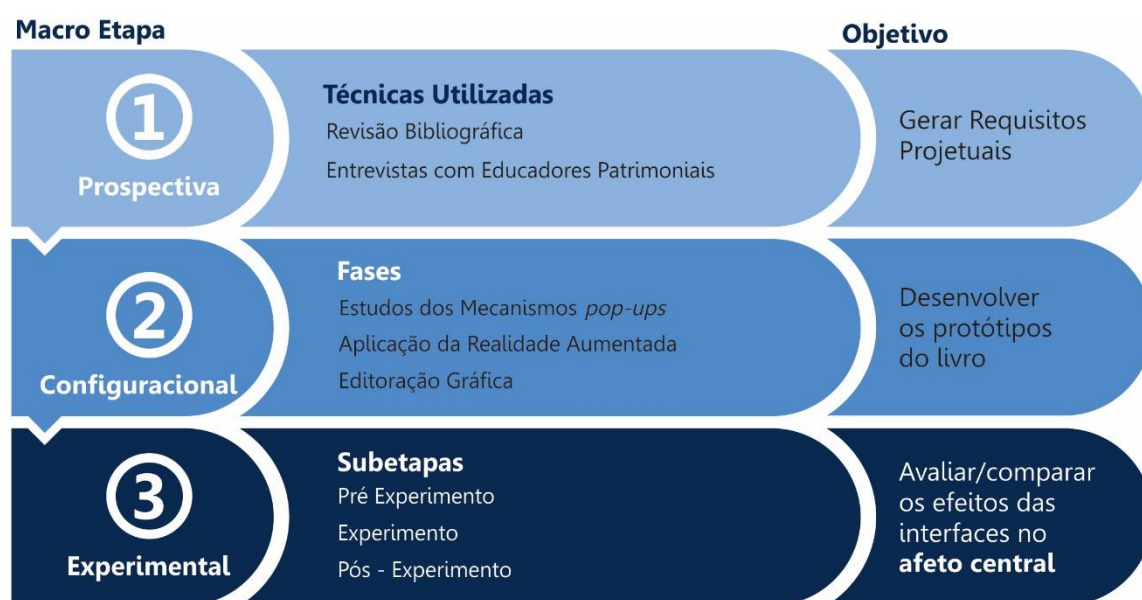 Macro Etapa
Objetivo
1
Prospectiva
Técnicas Utilizadas
Revisão Bibliográfica
Entrevistas com Educadores Patrimoniais
Gerar Requisitos
Projetuais
2
Configuracional
Fases
Estudos dos Mecanismos pop-ups
Aplicação da Realidade Aumentada
Editoração Gráfica
Desenvolver
os protótipos
do livro
3
Experimental
Subetapas
Pré Experimento
Experimento
Pós - Experimento
Avaliar/comparar
os efeitos das
interfaces no
afeto central